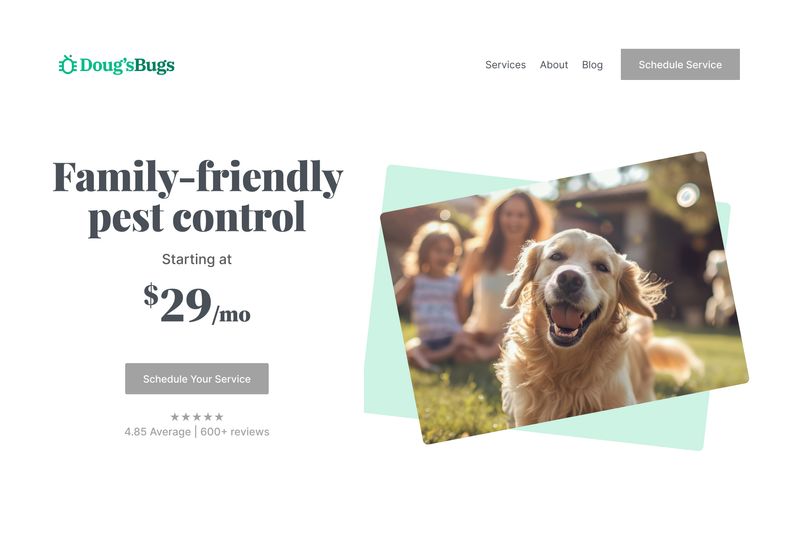 Doug'sBugs
Services About Blog Schedule Service
Family-friendly
pest control
Starting at
$29/mo
Schedule Your Service
★★★★★
4.85 Average | 600+ reviews